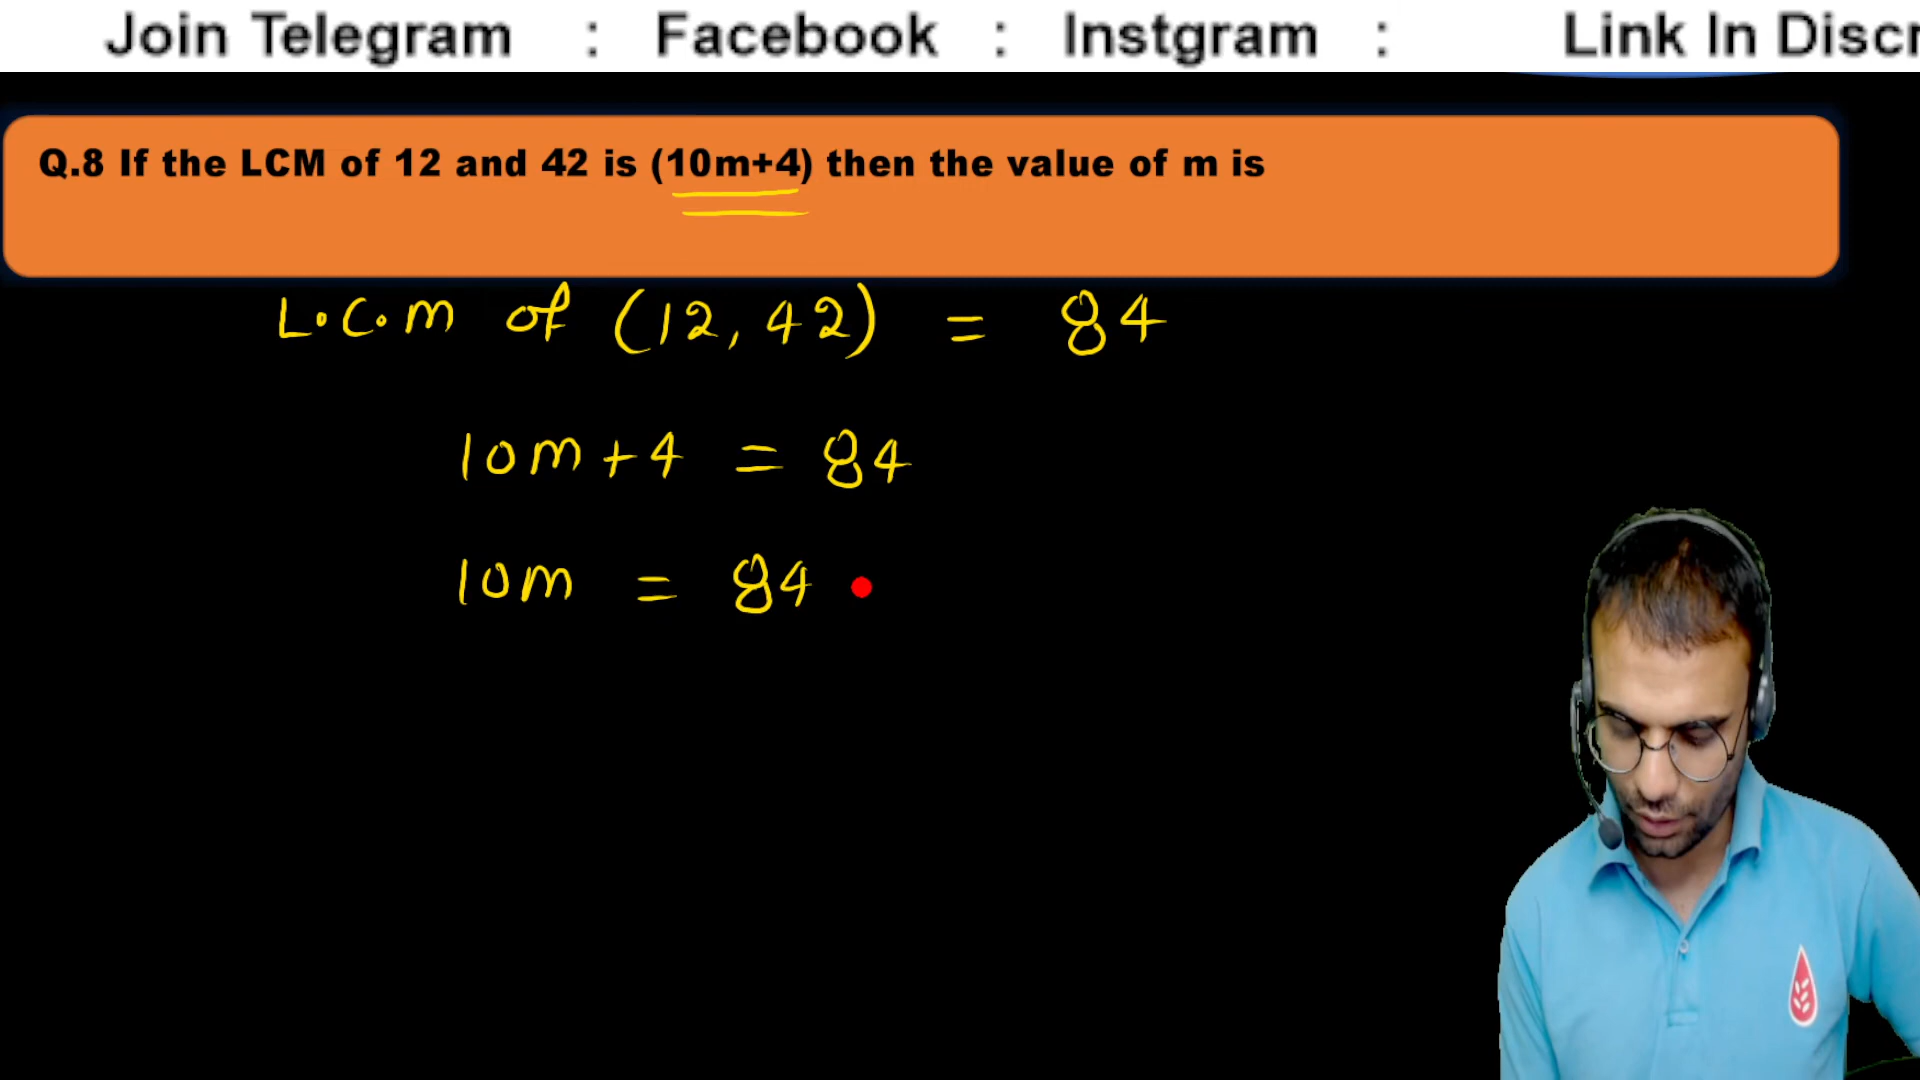 Join Telegram : Facebook : Instgram : Link In Discr
Q.8 If the LCM of 12 and 42 is (10m+4) then the value of m is
L.C.M of (12, 42) = 84
10m + 4 = 84
10m = 84